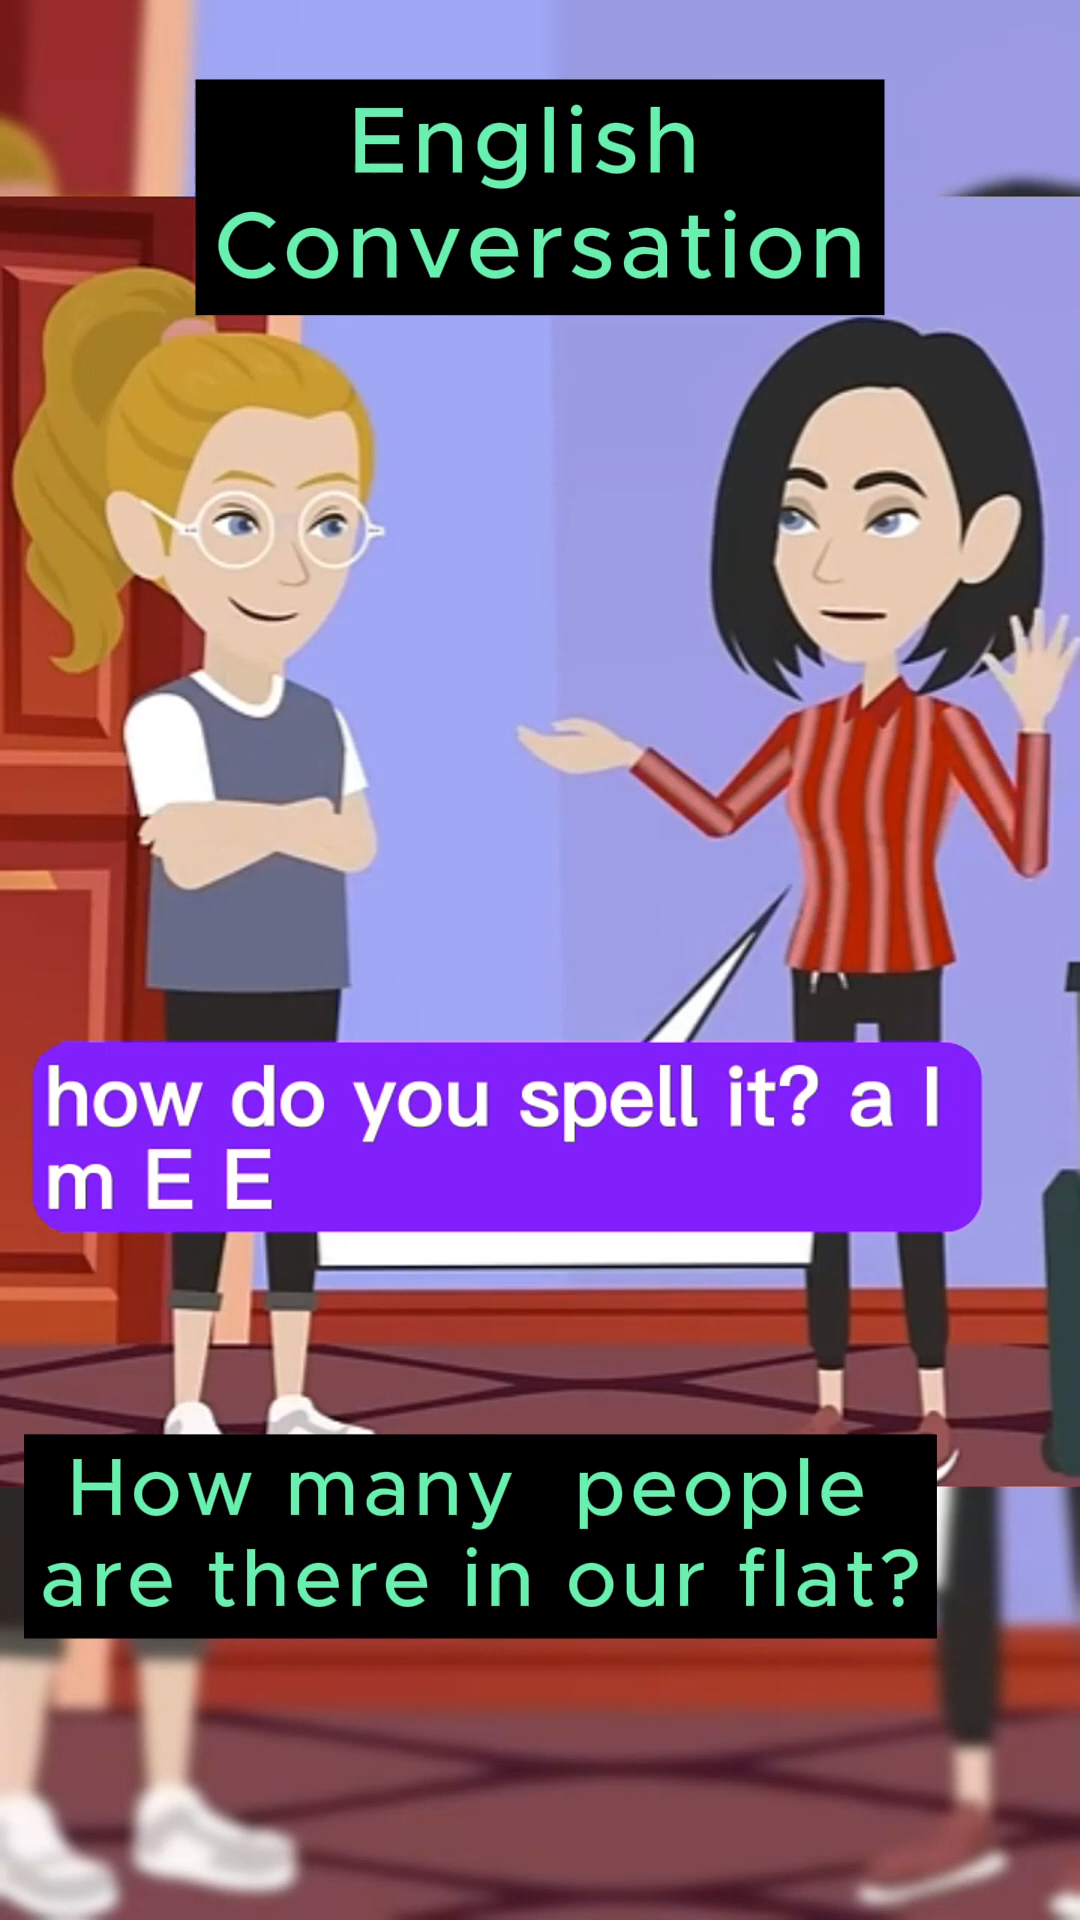 English
Conversation
how do you spell it? a l
m E E
How many people
are there in our flat?